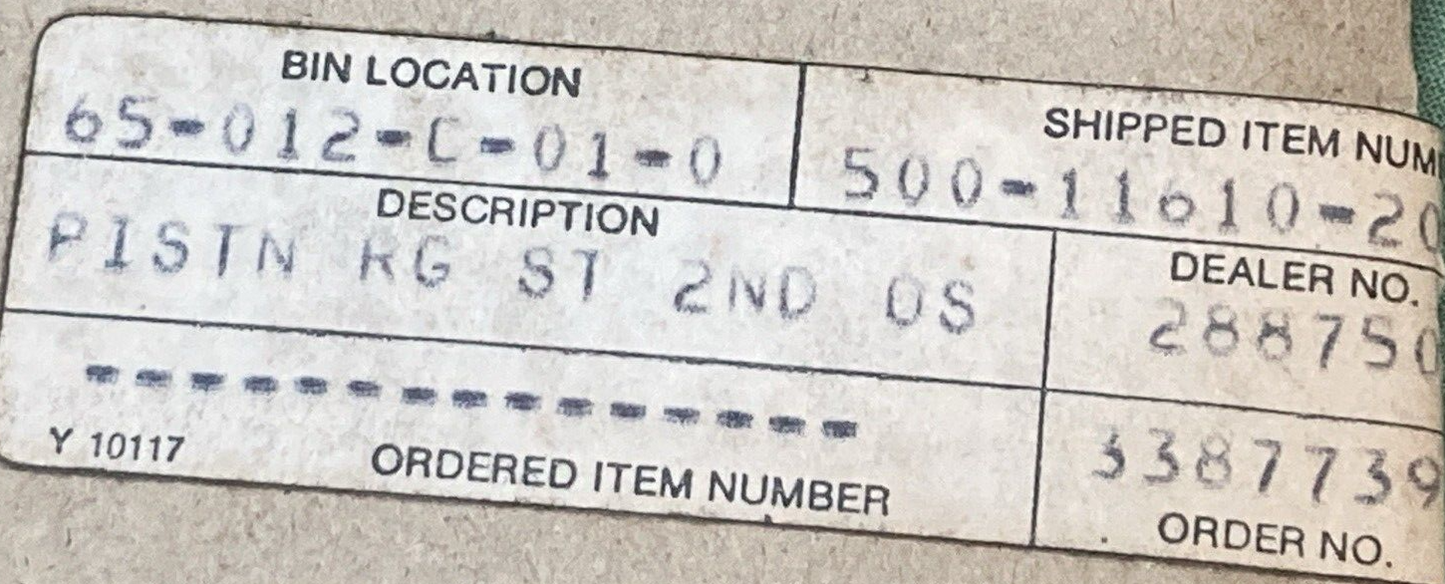 BIN LOCATION
65-012-C-01-0
SHIPPED ITEM NUM
500-11610-20
DESCRIPTION
PISTN RG ST 2ND OS
DEALER NO.
288750
----------------
3387739
Y 10117
ORDERED ITEM NUMBER
ORDER NO.